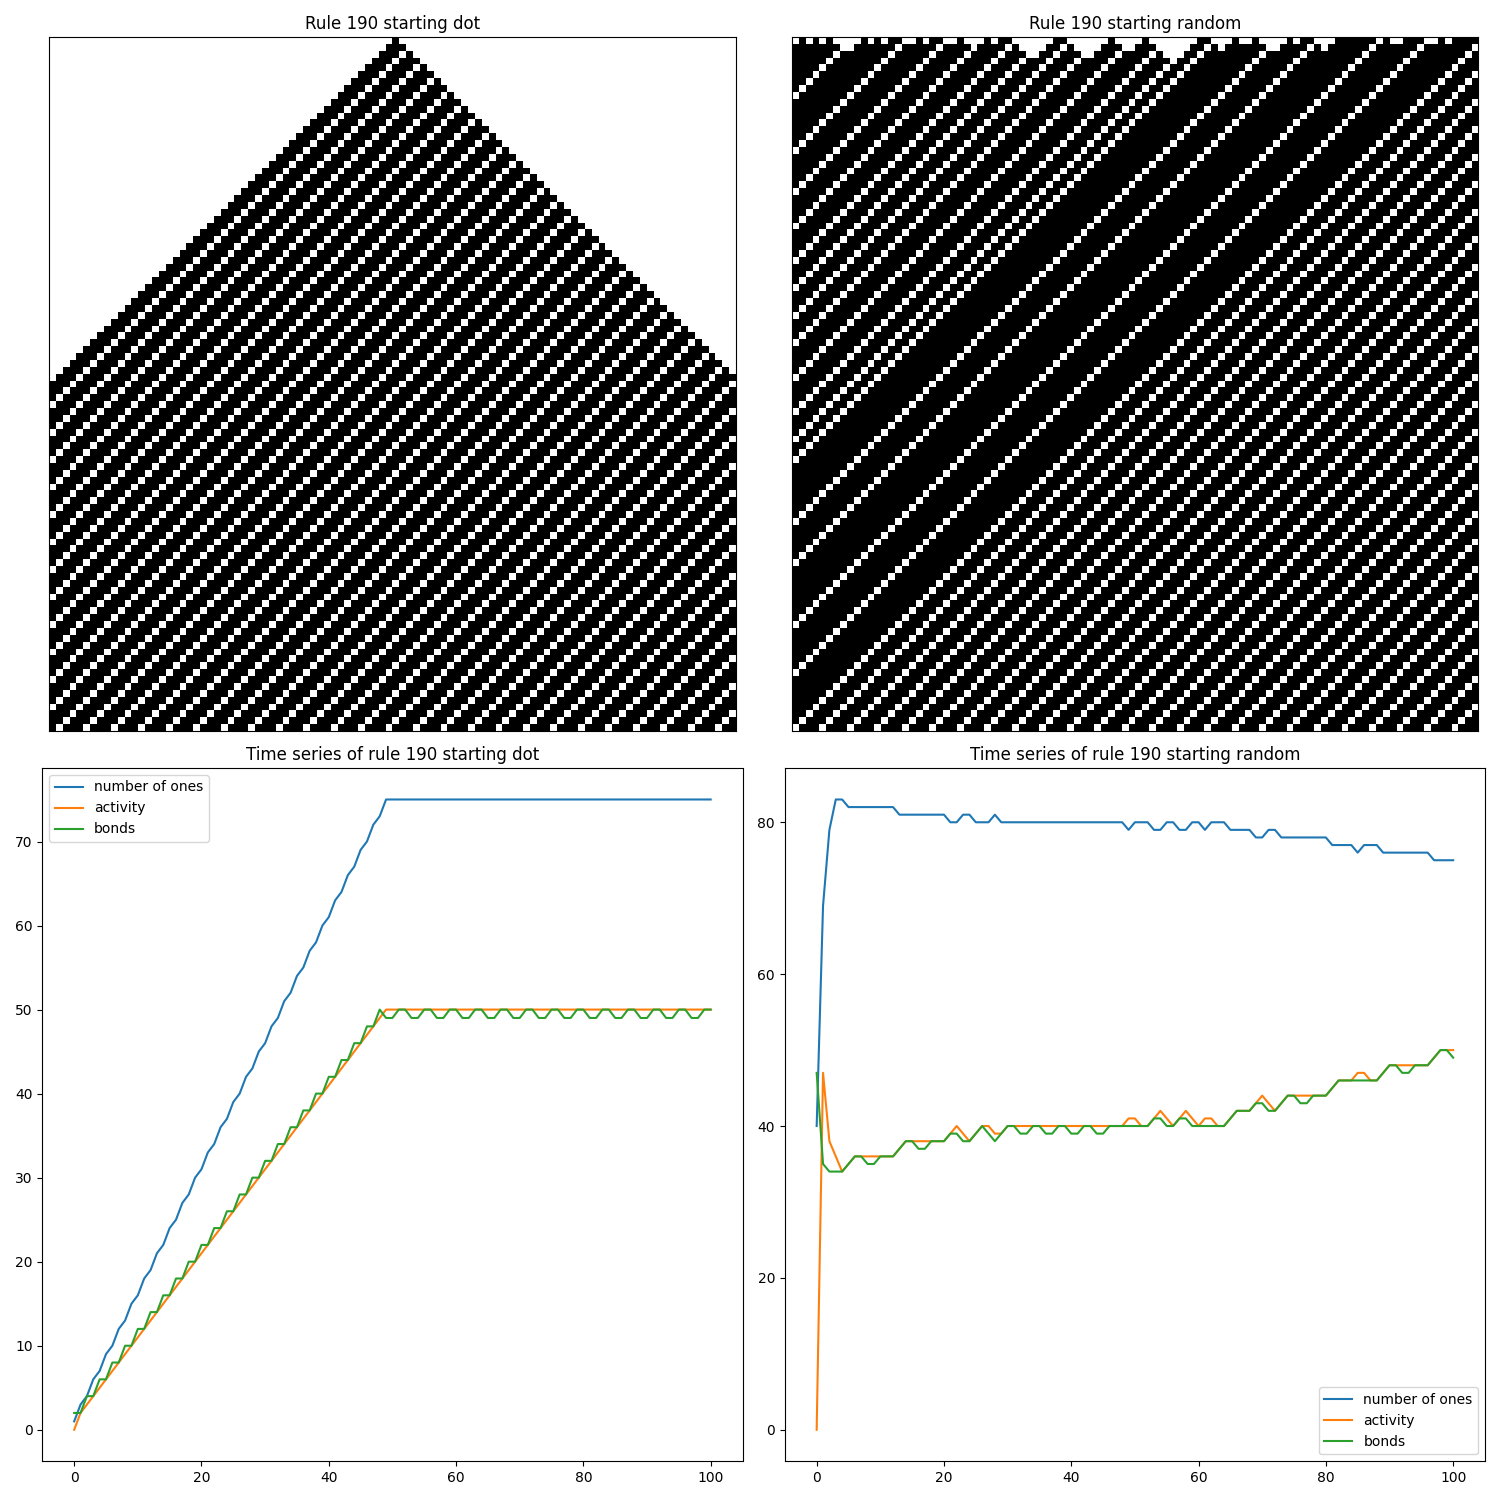 Rule 190 starting dot
Rule 190 starting random
Time series of rule 190 starting dot
number of ones
activity
bonds
70
60
50
40
30
20
10
0
0 20 40 60 80 100
Time series of rule 190 starting random
80
60
40
20
0
number of ones
activity
bonds
0 20 40 60 80 100